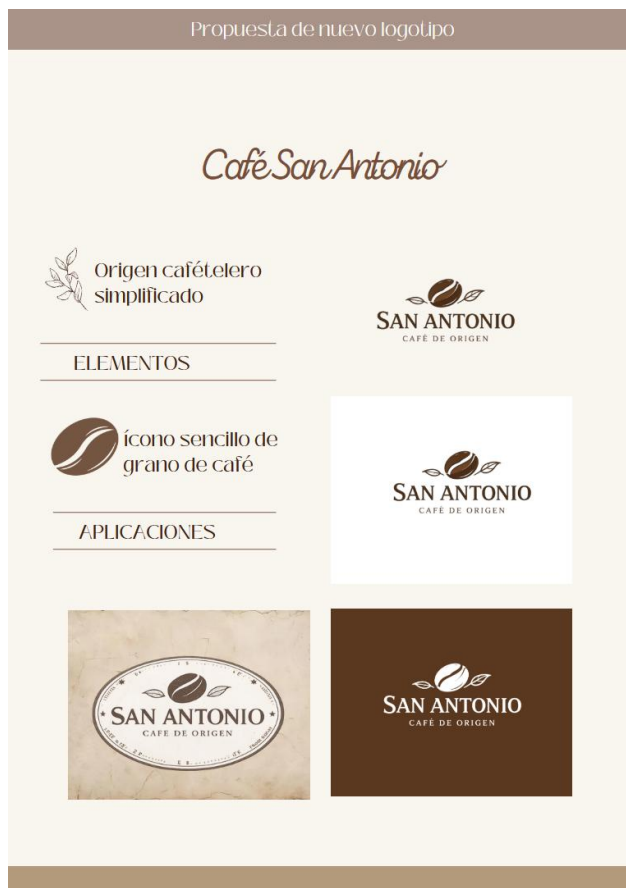 Propuesta de nuevo logotipo
Café San Antonio
Origen cafételero
simplificado
SAN ANTONIO
CAFÉ DE ORIGEN
ELEMENTOS
ícono sencillo de
grano de café
SAN ANTONIO
CAFÉ DE ORIGEN
APLICACIONES
SAN ANTONIO
CAFE DE ORIGEN
SAN ANTONIO
CAFÉ DE ORIGEN